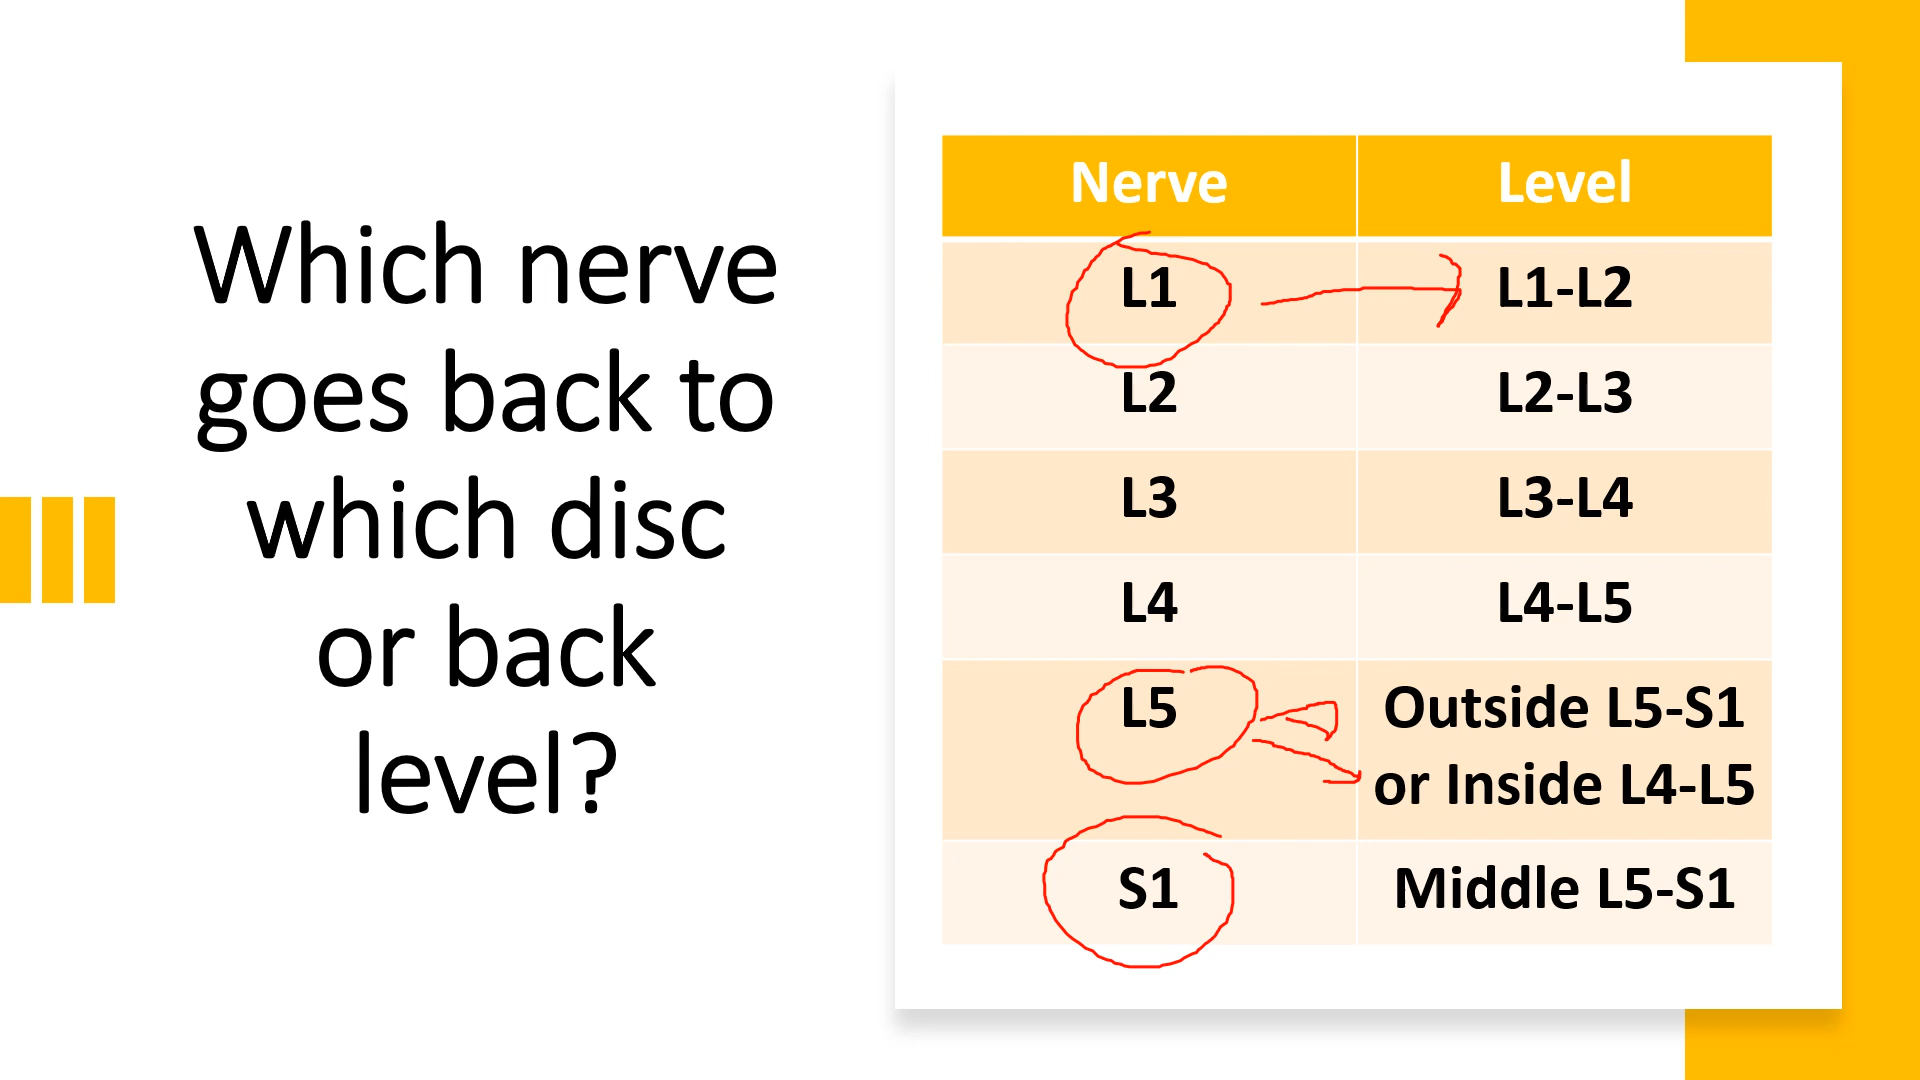 Which nerve
goes back to
which disc
or back
level?
Nerve Level
L1 L1-L2
L2 L2-L3
L3 L3-L4
L4 L4-L5
L5 Outside L5-S1
or Inside L4-L5
S1 Middle L5-S1